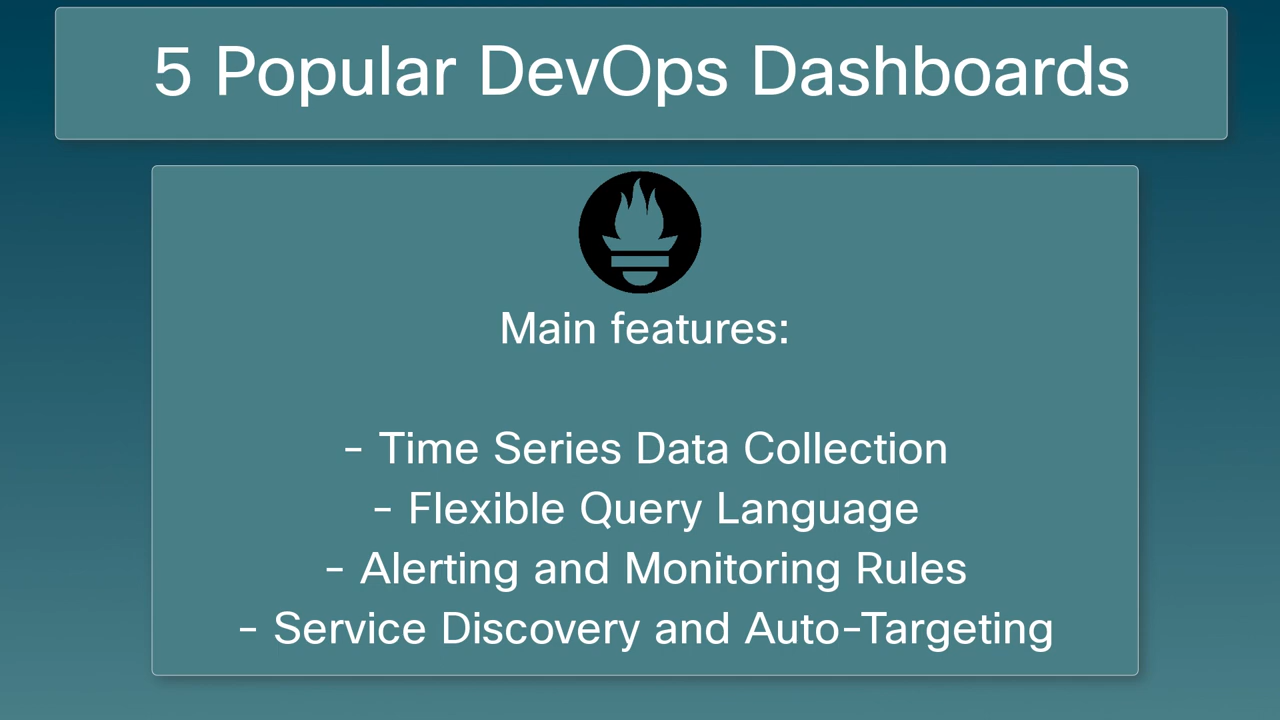 5 Popular DevOps Dashboards
Main features:
- Time Series Data Collection
- Flexible Query Language
- Alerting and Monitoring Rules
- Service Discovery and Auto-Targeting